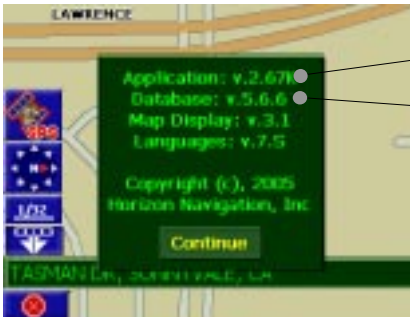 LAWRENCE
Application: v.2.67k
Database: v.5.6.6
Map Display: v.3.1
Languages: v.7.5
Copyright (c), 2005
Horizon Navigation, Inc
GPS
1/32
Continue
TASMAN DR, SUNNYVALE, CA